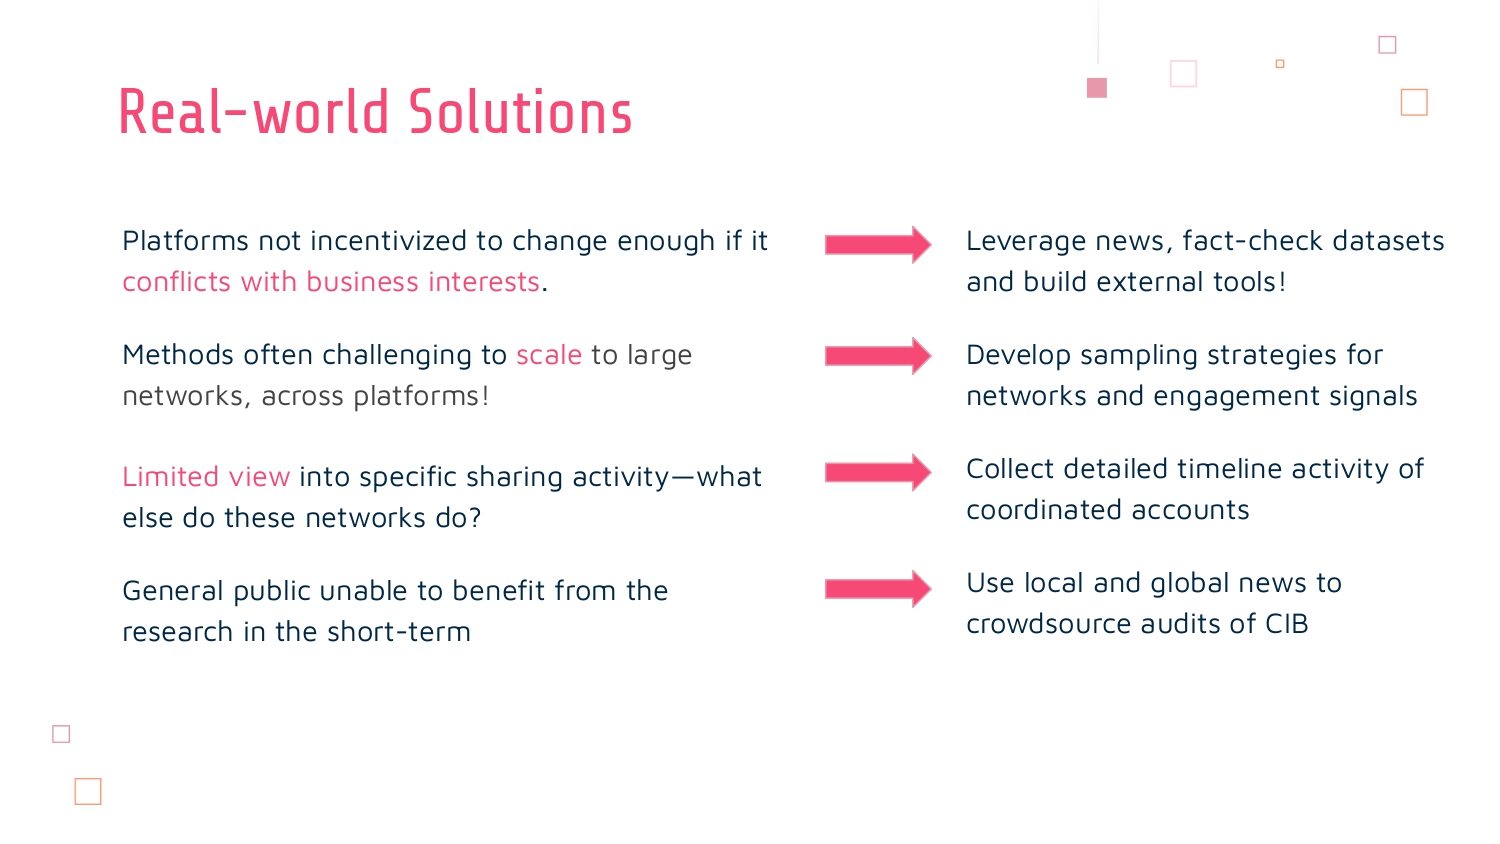 Real-world Solutions
Platforms not incentivized to change enough if it
conflicts with business interests.
Leverage news, fact-check datasets
and build external tools!
Methods often challenging to scale to large
networks, across platforms!
Develop sampling strategies for
networks and engagement signals
Limited view into specific sharing activity—what
else do these networks do?
Collect detailed timeline activity of
coordinated accounts
General public unable to benefit from the
research in the short-term
Use local and global news to
crowdsource audits of CIB